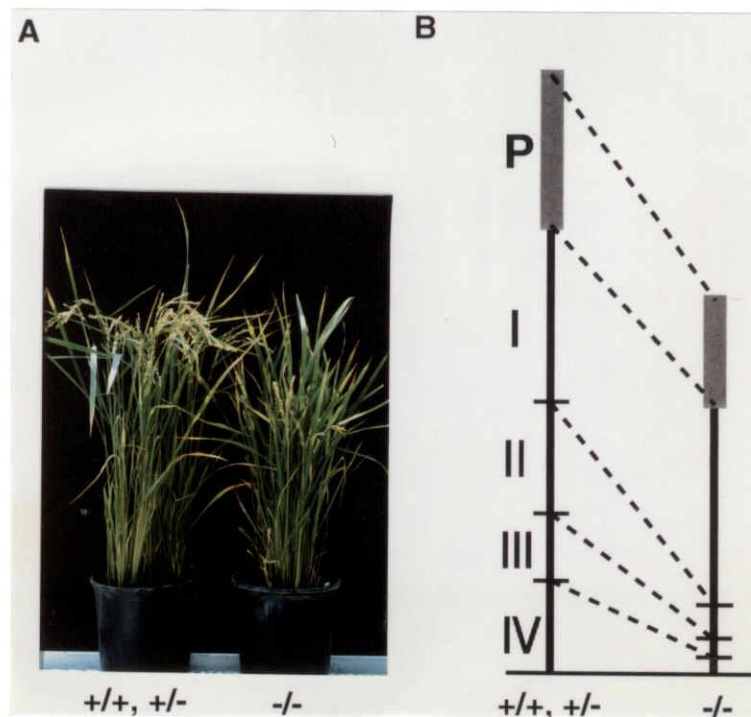 A
B
P
I
II
III
IV
+/+, +/-
-/-
+/+, +/-
-/-